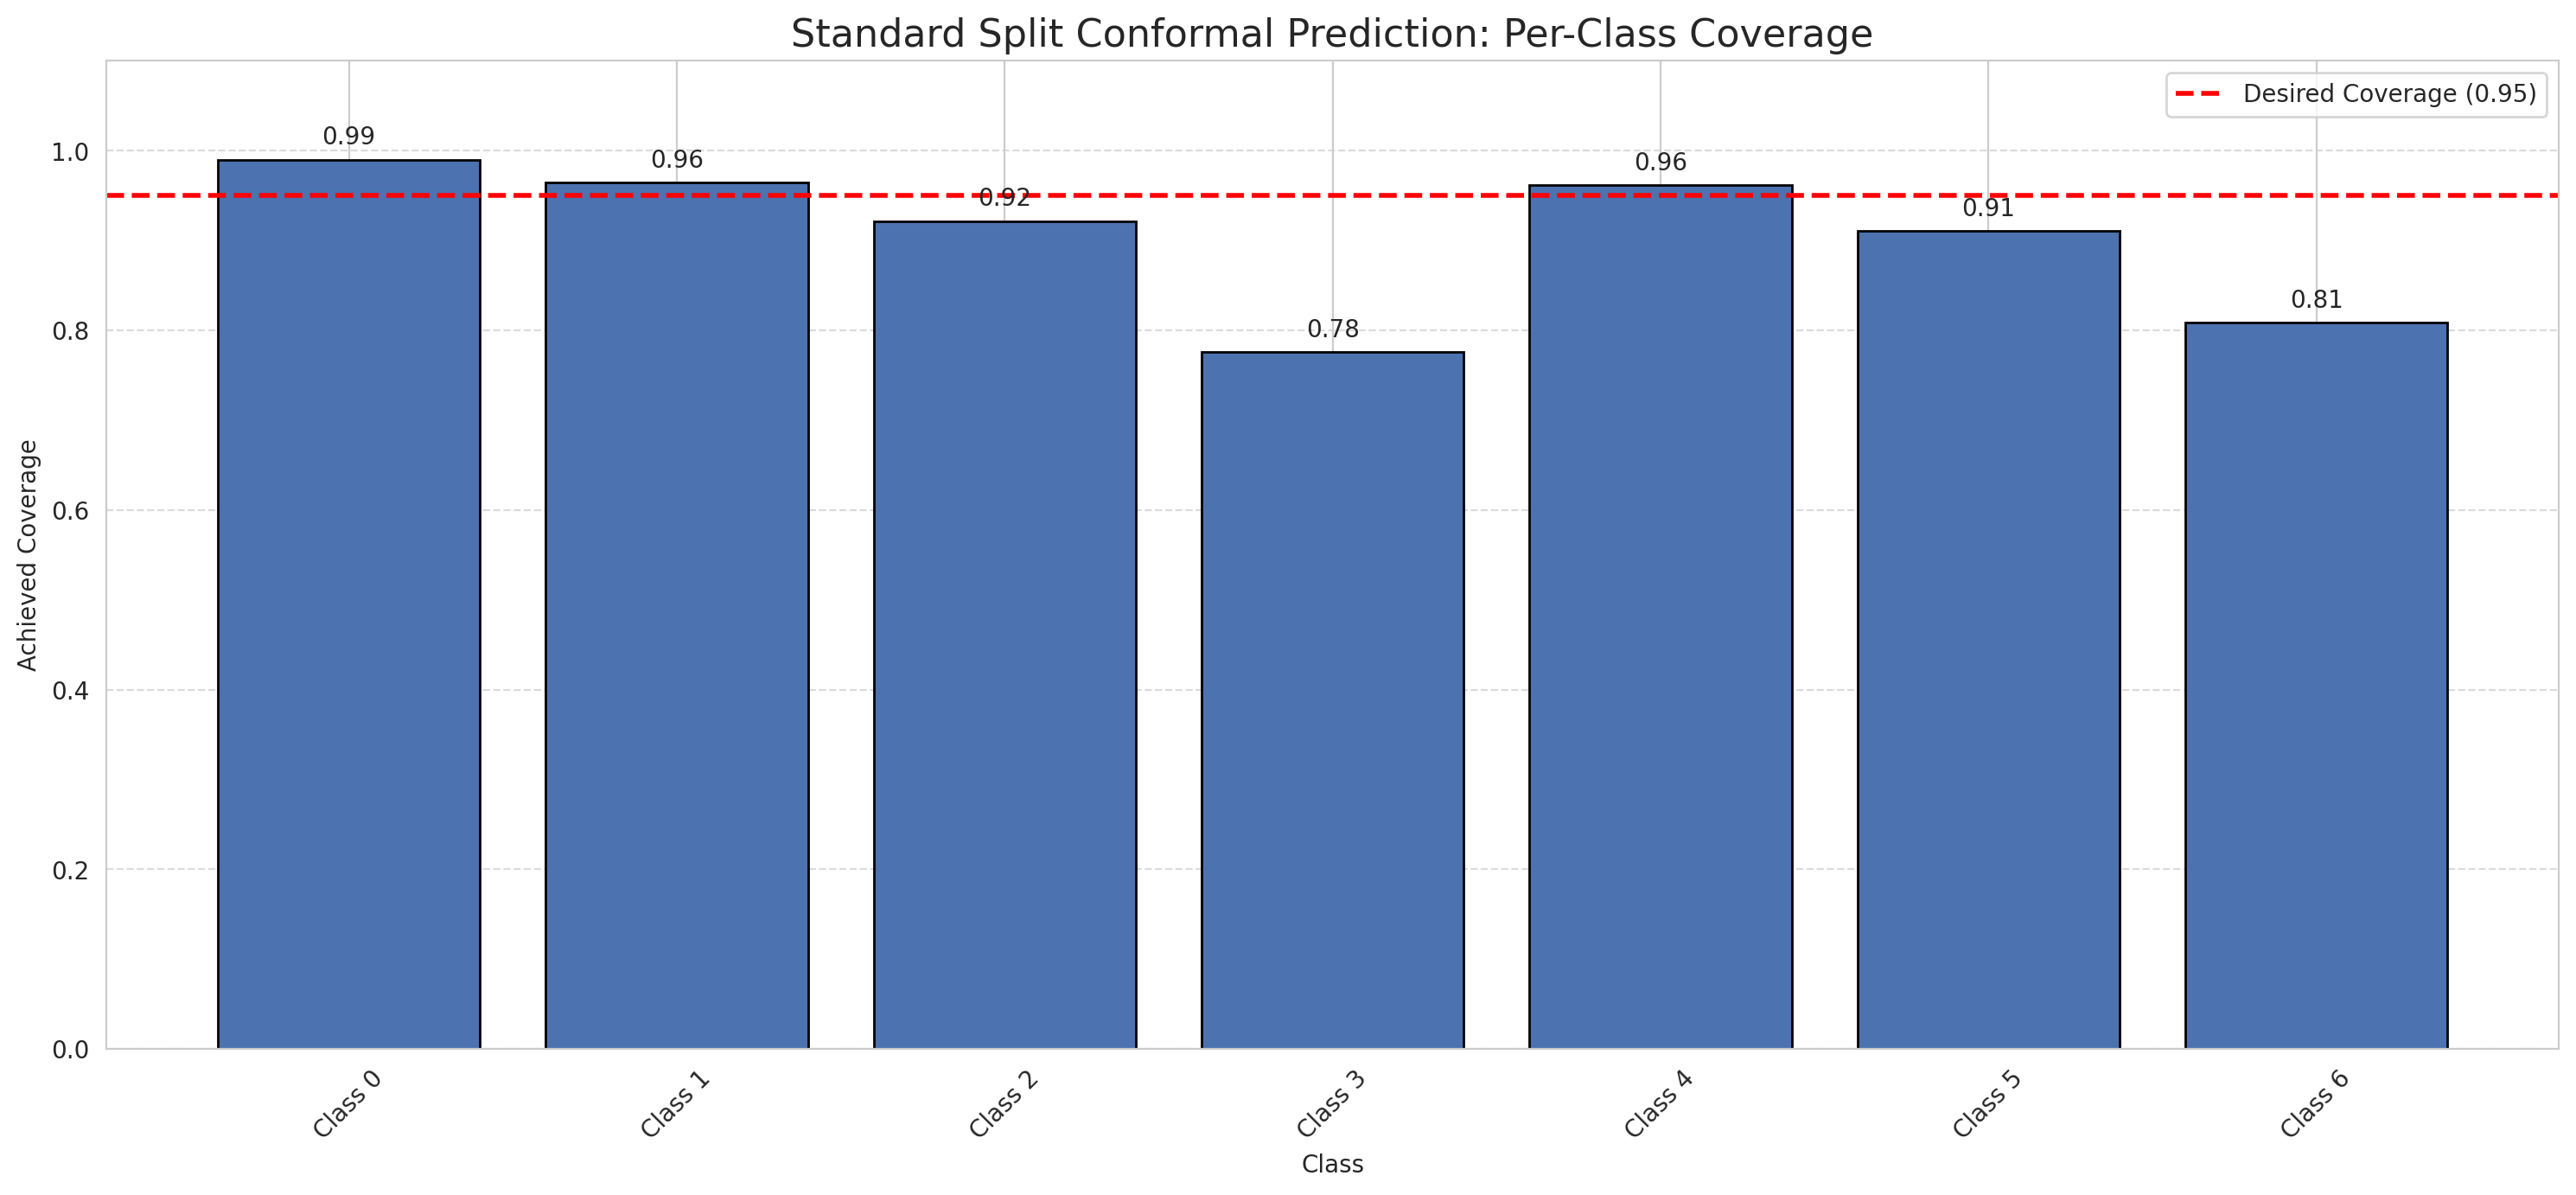 Standard Split Conformal Prediction: Per-Class Coverage
Desired Coverage (0.95)
0.99
0.96
0.92
0.78
0.96
0.91
0.81
1.0
0.8
0.6
0.4
0.2
0.0
Achieved Coverage
Class 0
Class 1
Class 2
Class 3
Class 4
Class 5
Class 6
Class